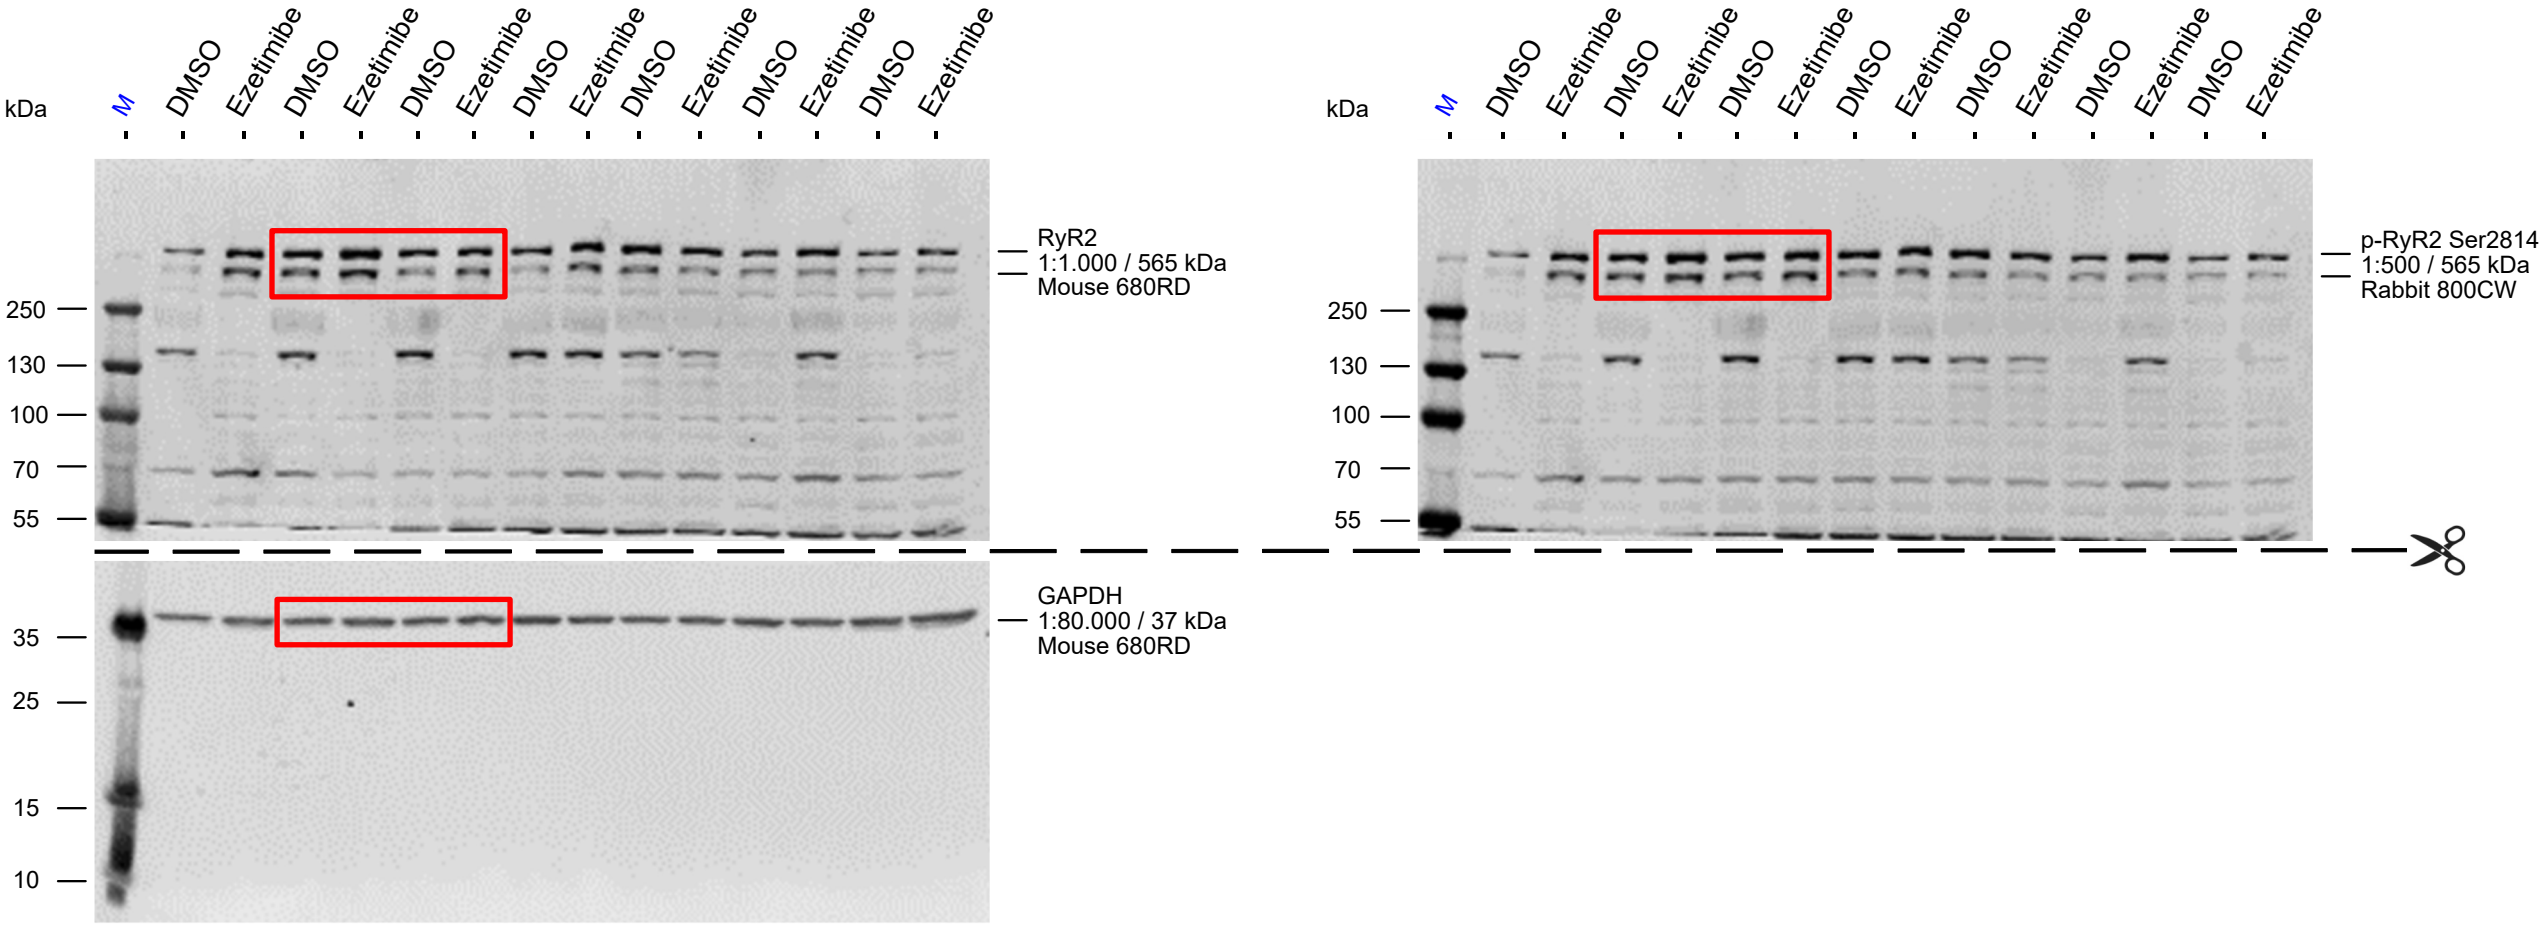 kDa
M
DMSO
Ezetimibe
DMSO
Ezetimibe
DMSO
Ezetimibe
DMSO
Ezetimibe
DMSO
Ezetimibe
DMSO
Ezetimibe
DMSO
Ezetimibe
250
130
100
70
55
RyR2
1:1.000 / 565 kDa
Mouse 680RD
35
25
15
10
GAPDH
1:80.000 / 37 kDa
Mouse 680RD
kDa
M
DMSO
Ezetimibe
DMSO
Ezetimibe
DMSO
Ezetimibe
DMSO
Ezetimibe
DMSO
Ezetimibe
DMSO
Ezetimibe
DMSO
Ezetimibe
250
130
100
70
55
p-RyR2 Ser2814
1:500 / 565 kDa
Rabbit 800CW